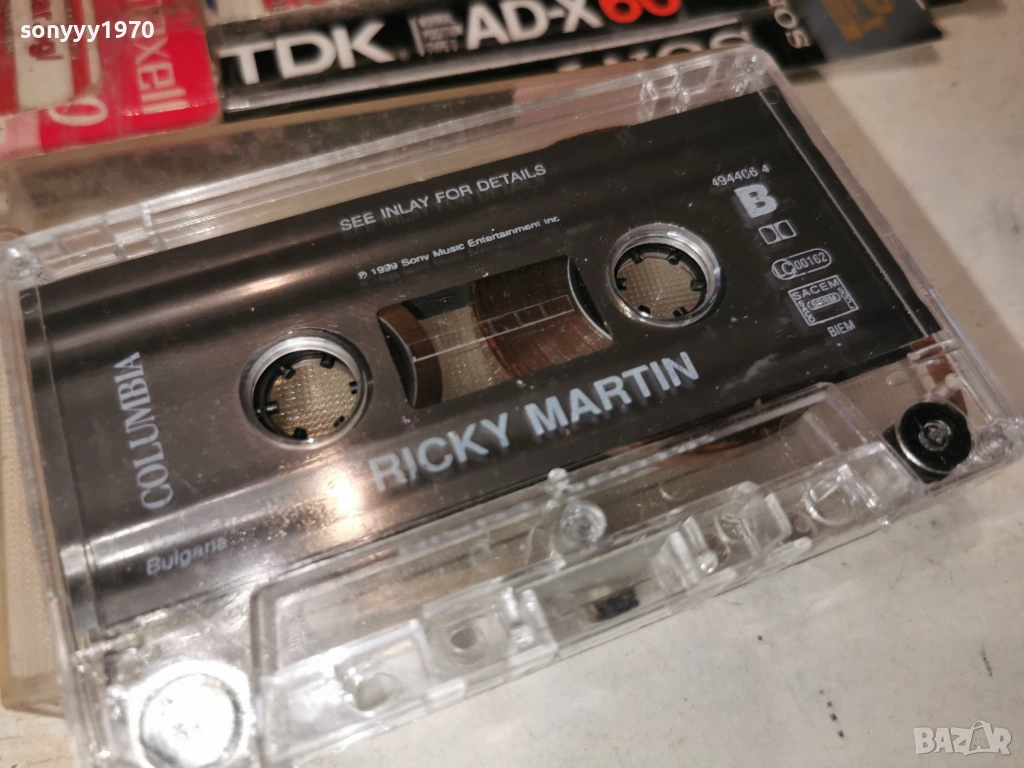 sonyyy1970
maxell
TDK AD-X60
SEE INLAY FOR DETAILS
℗ 1999 Sony Music Entertainment Inc.
494406 4
B
LC 00162
SACEM
BIEM
COLUMBIA
RICKY MARTIN
Bulgaria
BAZAR